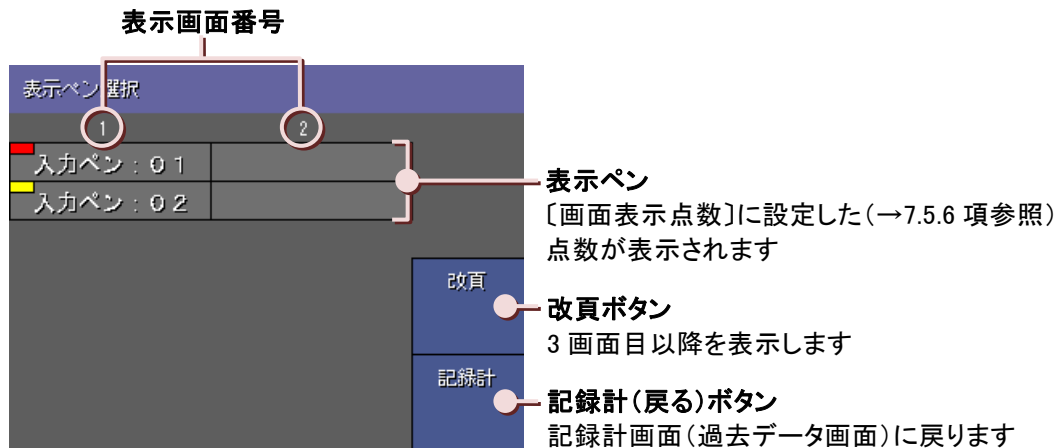 表示画面番号
表示ペン選択
1 2
入力ペン:01
入力ペン:02
表示ペン
〔画面表示点数〕に設定した(→7.5.6 項参照)
点数が表示されます
改頁
改頁ボタン
3 画面目以降を表示します
記録計
記録計(戻る)ボタン
記録計画面(過去データ画面)に戻ります